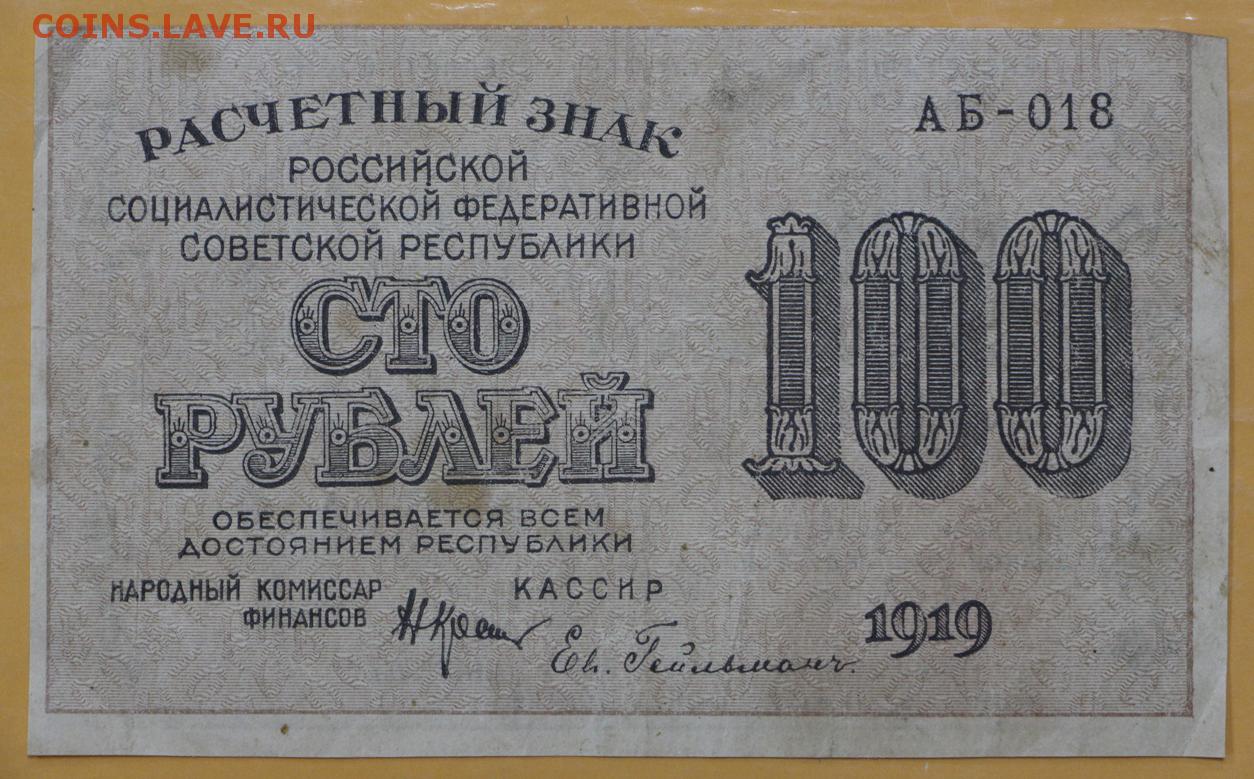 COINS.LAVE.RU
РАСЧЕТНЫЙ ЗНАК
АБ-018
РОССИЙСКОЙ
СОЦИАЛИСТИЧЕСКОЙ ФЕДЕРАТИВНОЙ
СОВЕТСКОЙ РЕСПУБЛИКИ
СТО
РУБЛЕЙ
100
ОБЕСПЕЧИВАЕТСЯ ВСЕМ
ДОСТОЯНИЕМ РЕСПУБЛИКИ
НАРОДНЫЙ КОМИССАР
ФИНАНСОВ
КАССИР
Гейльманъ
1919